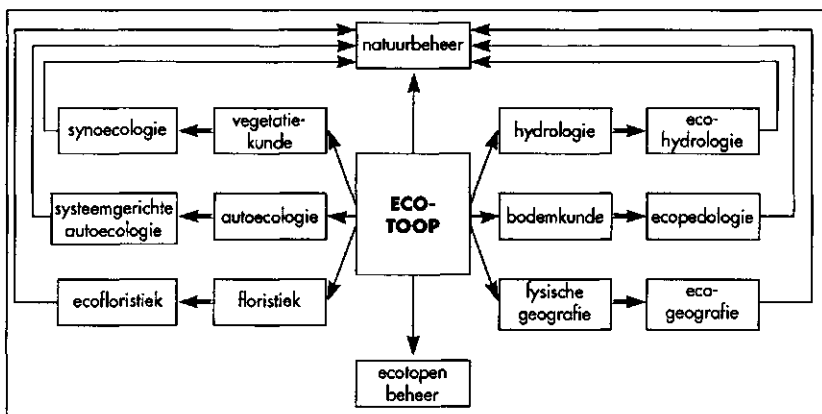 natuurbeheer
synoecologie
vegetatie-
kunde
hydrologie
eco-
hydrologie
systeemgerichte
autoecologie
autoecologie
ECO-
TOOP
bodemkunde
ecopedologie
ecofloristiek
floristiek
fysische
geografie
eco-
geografie
ecotopen
beheer